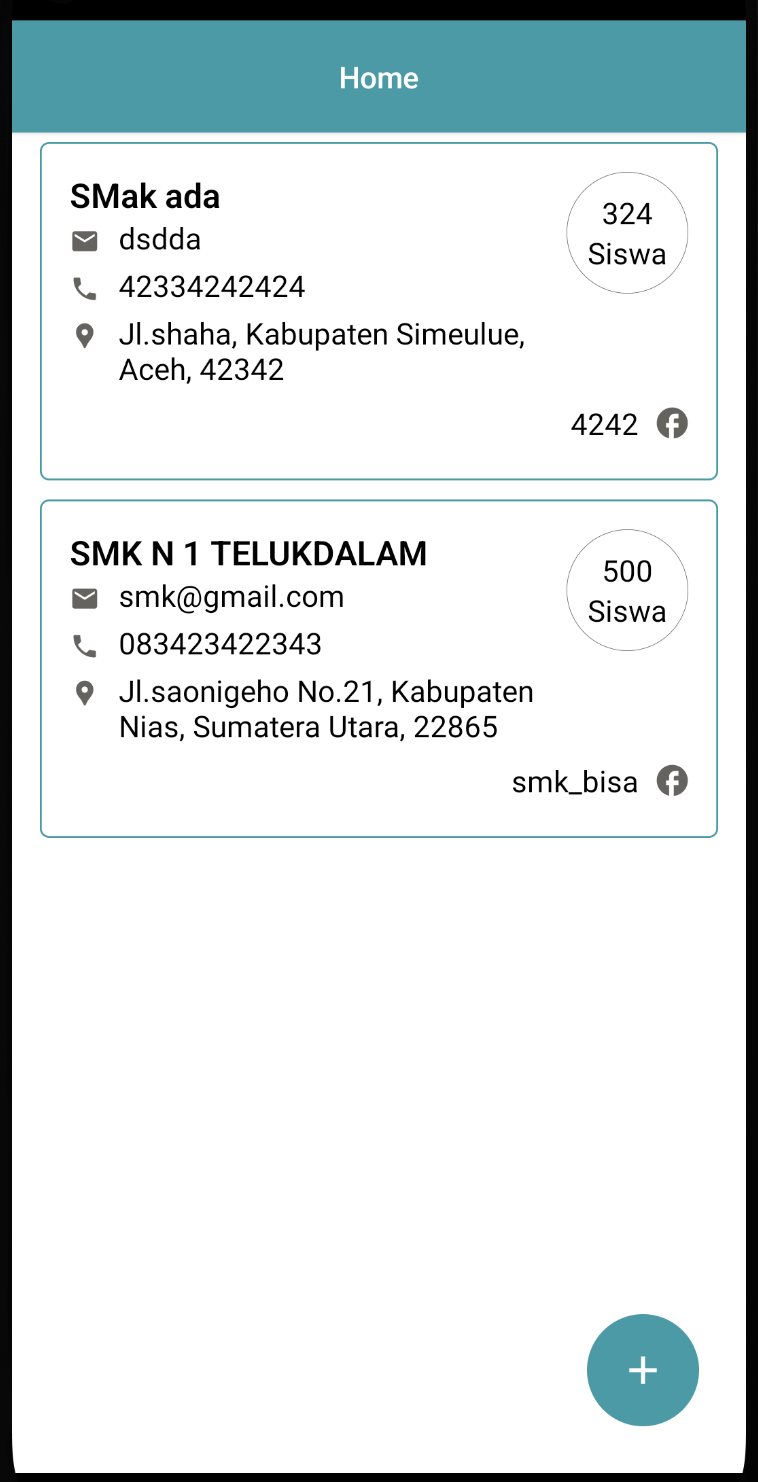 Home
SMak ada
324
Siswa
dsdda
42334242424
Jl.shaha, Kabupaten Simeulue,
Aceh, 42342
4242
SMK N 1 TELUKDALAM
500
Siswa
smk@gmail.com
083423422343
Jl.saonigeho No.21, Kabupaten
Nias, Sumatera Utara, 22865
smk_bisa